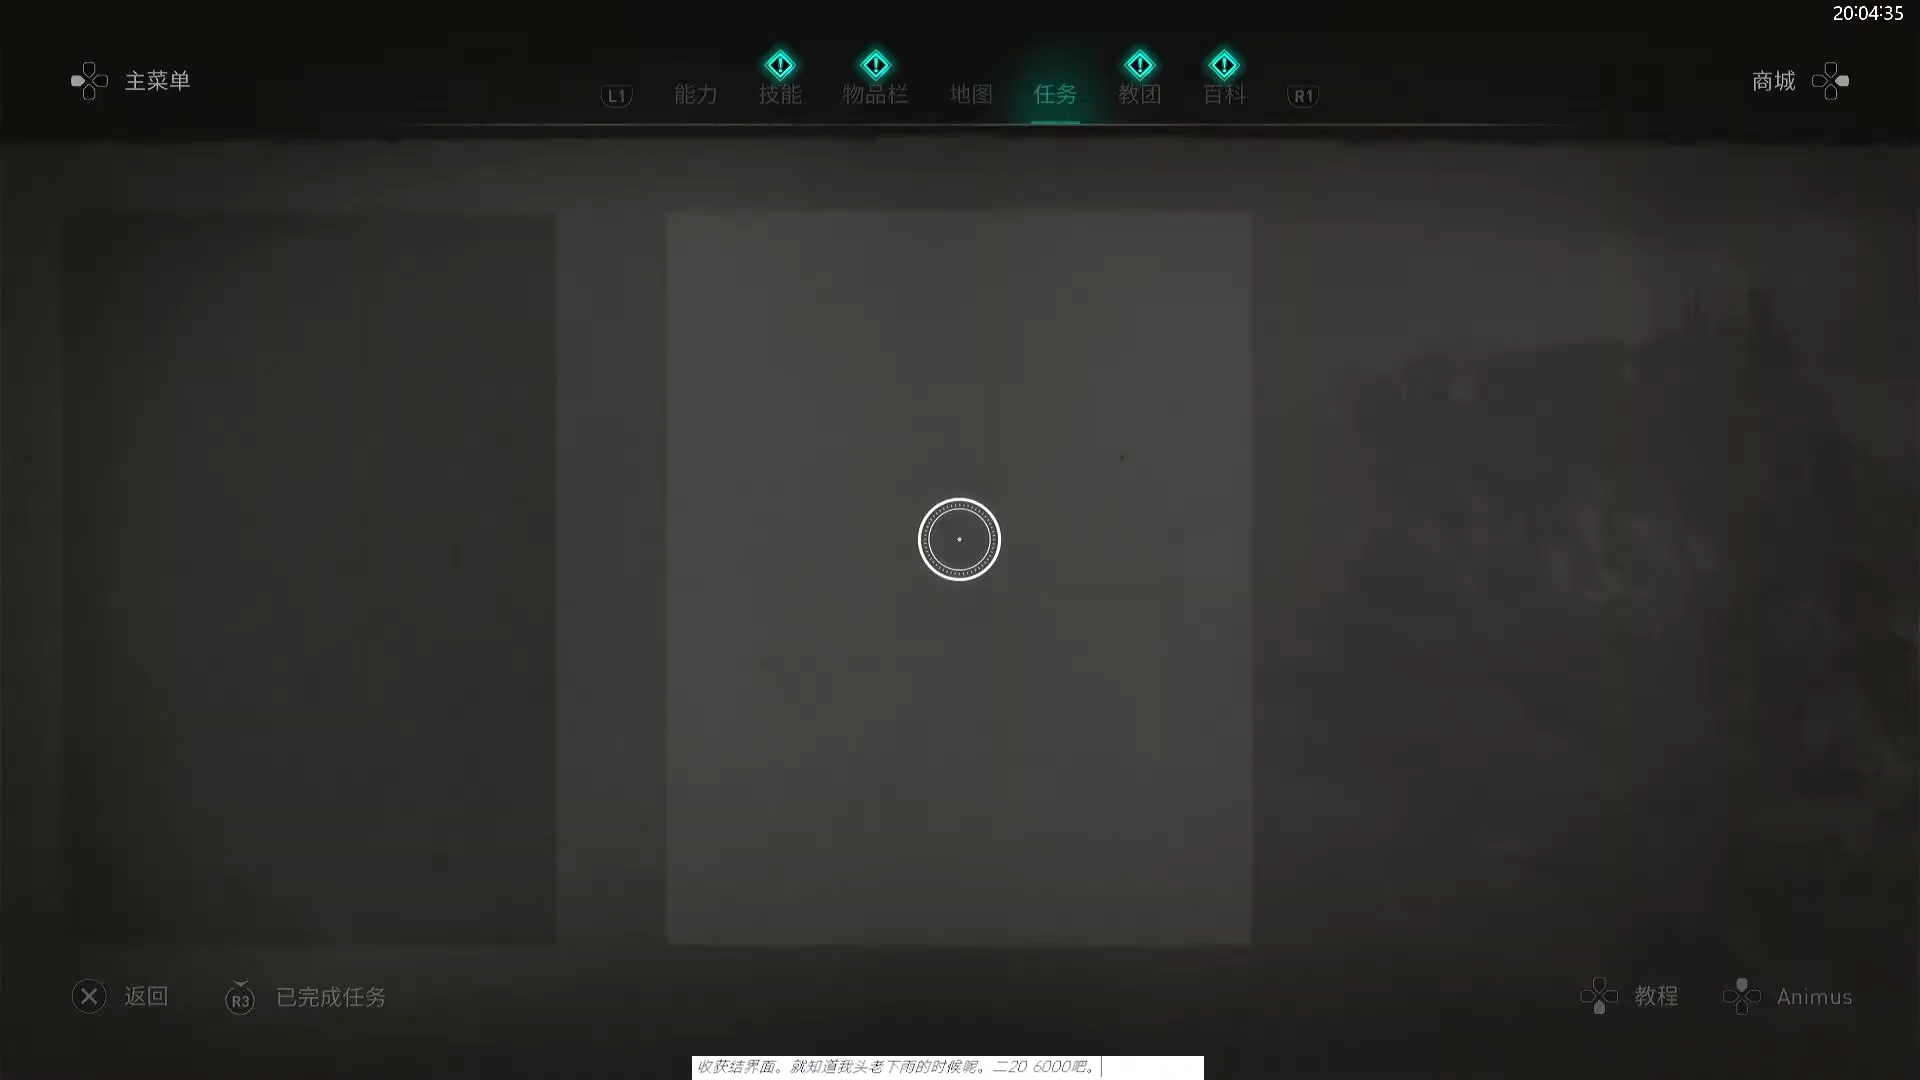 20:04:35
主菜单
L1 能力 技能 物品栏 地图 任务 教团 百科 R1
商城
返回 R3 已完成任务
教程 Animus
收获结界面。就知道我头老下雨的时候呢。二20 6000吧。